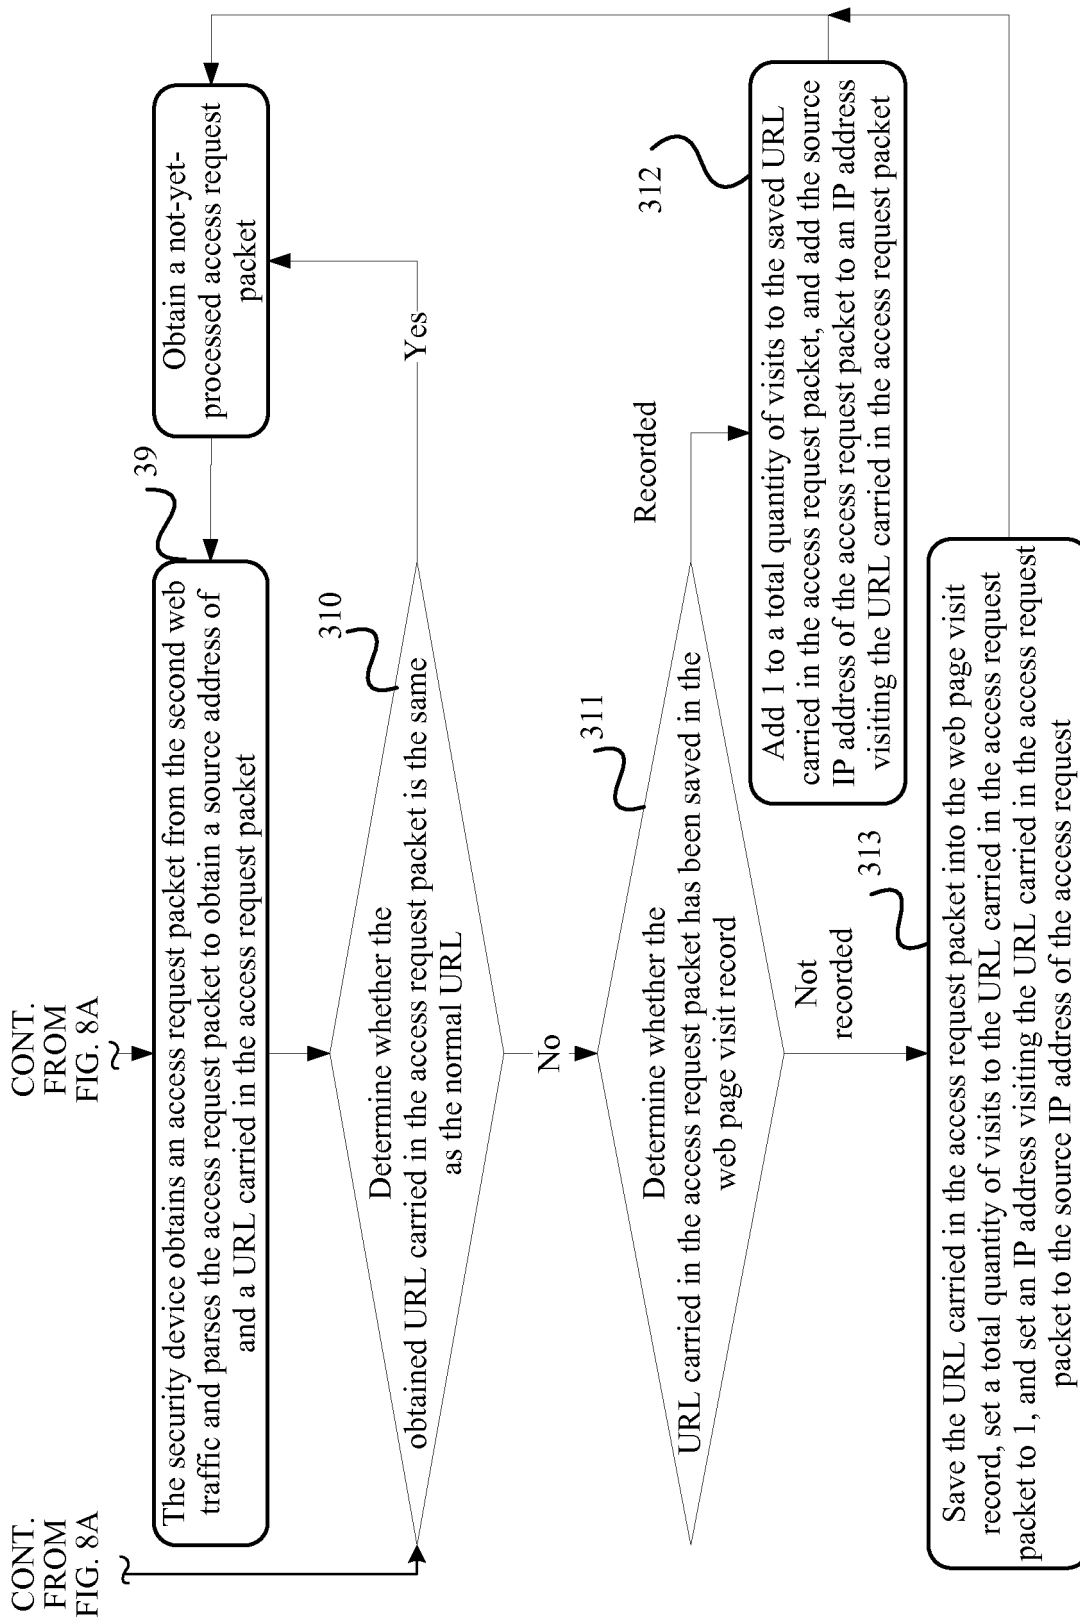 CONT.
FROM
FIG. 8A
CONT.
FROM
FIG. 8A
39
The security device obtains an access request packet from the second web
traffic and parses the access request packet to obtain a source address of
and a URL carried in the access request packet
Obtain a not-yet-
processed access request
packet
310
Determine whether the
obtained URL carried in the access request packet is the same
as the normal URL
Yes
No
311
Determine whether the
URL carried in the access request packet has been saved in the
web page visit record
Recorded
Not
recorded
312
Add 1 to a total quantity of visits to the saved URL
carried in the access request packet, and add the source
IP address of the access request packet to an IP address
visiting the URL carried in the access request packet
313
Save the URL carried in the access request packet into the web page visit
record, set a total quantity of visits to the URL carried in the access request
packet to 1, and set an IP address visiting the URL carried in the access request
packet to the source IP address of the access request